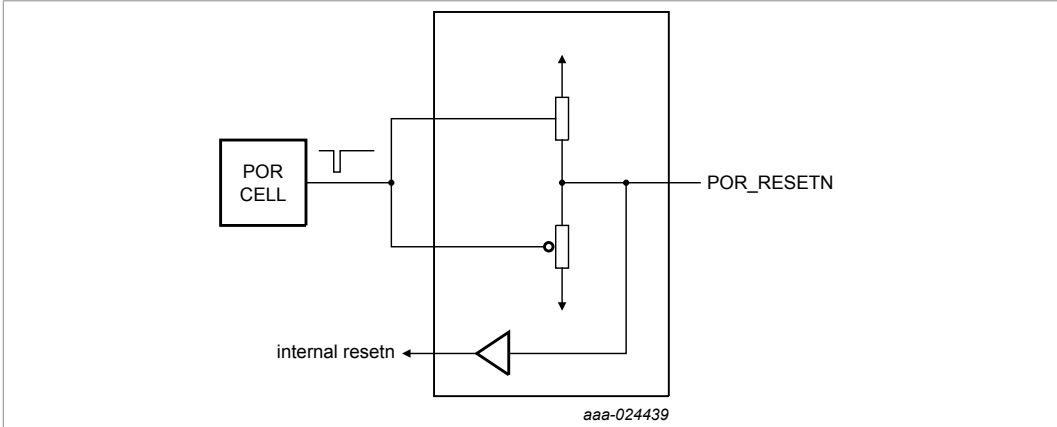 POR
CELL
POR_RESETN
internal resetn
aaa-024439